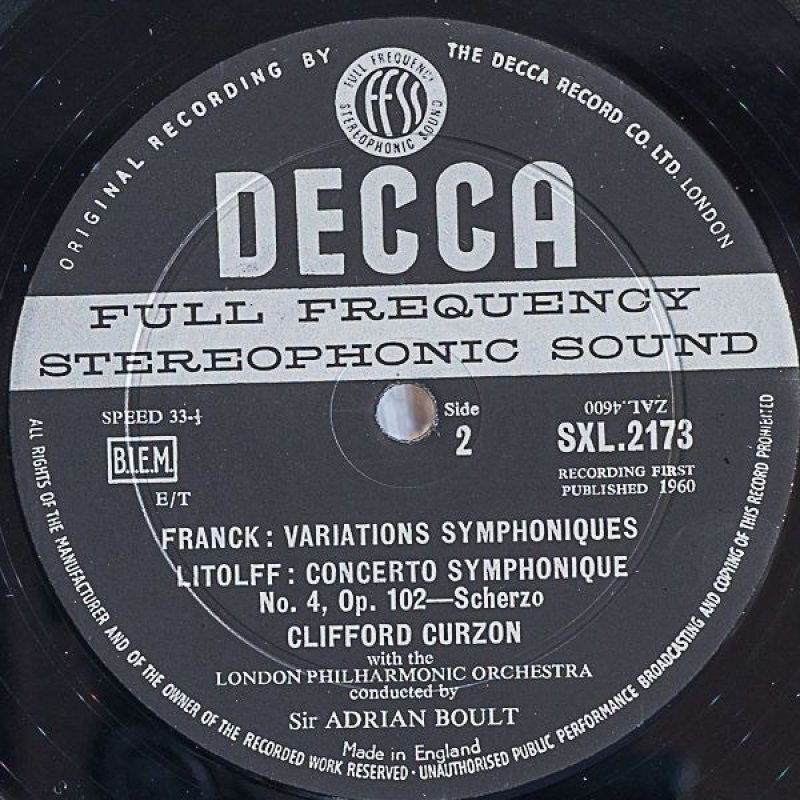 ORIGINAL RECORDING BY
THE DECCA RECORD CO. LTD. LONDON
FULL FREQUENCY
ffss
STEREOPHONIC SOUND
DECCA
FULL FREQUENCY
STEREOPHONIC SOUND
SPEED 33-⅓
B.I.E.M.
E/T
Side
2
ZAL.4600
SXL.2173
RECORDING FIRST
PUBLISHED 1960
FRANCK: VARIATIONS SYMPHONIQUES
LITOLFF: CONCERTO SYMPHONIQUE
No. 4, Op. 102—Scherzo
CLIFFORD CURZON
with the
LONDON PHILHARMONIC ORCHESTRA
conducted by
Sir ADRIAN BOULT
Made in England
ALL RIGHTS OF THE MANUFACTURER AND OF THE OWNER OF THE RECORDED WORK RESERVED · UNAUTHORISED PUBLIC PERFORMANCE BROADCASTING AND COPYING OF THIS RECORD PROHIBITED